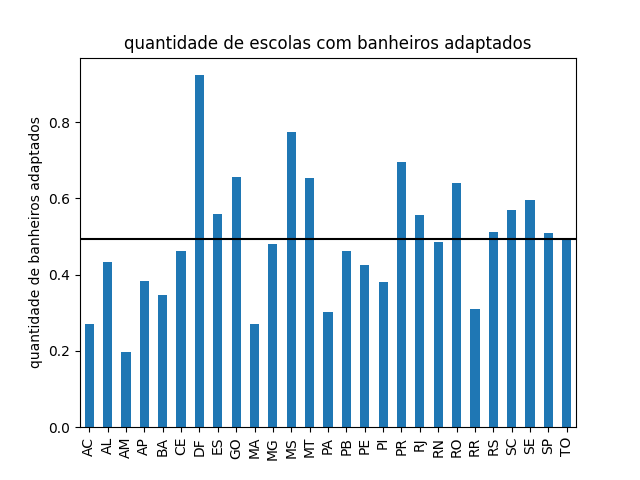 quantidade de escolas com banheiros adaptados
quantidade de banheiros adaptados
0.8
0.6
0.4
0.2
0.0
AC AL AM AP BA CE DF ES GO MA MG MS MT PA PB PE PI PR RJ RN RO RR RS SC SE SP TO